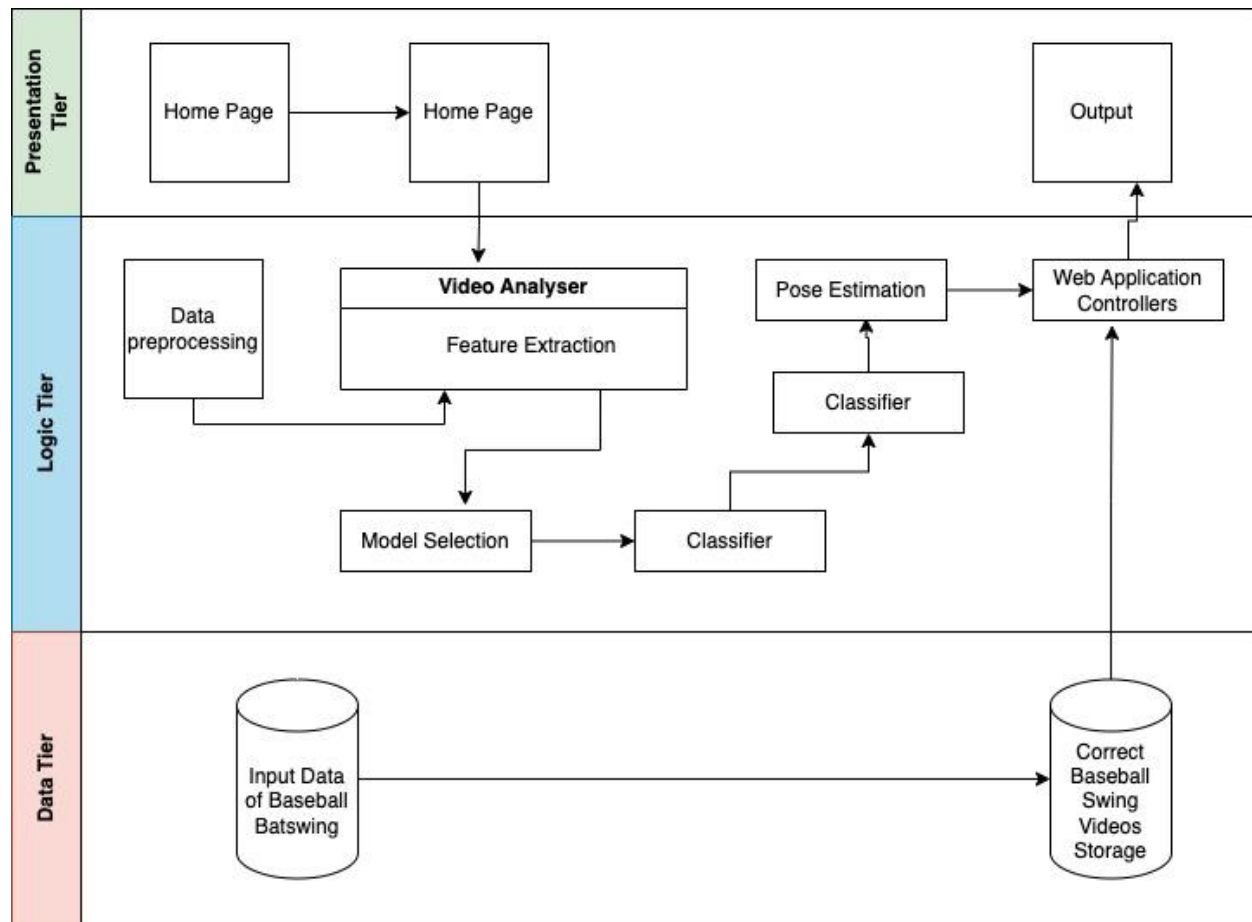 Presentation
Tier
Home Page
Home Page
Output
Logic Tier
Data
preprocessing
Video Analyser
Feature Extraction
Pose Estimation
Web Application
Controllers
Classifier
Model Selection
Classifier
Data Tier
Input Data
of Baseball
Batswing
Correct
Baseball
Swing
Videos
Storage